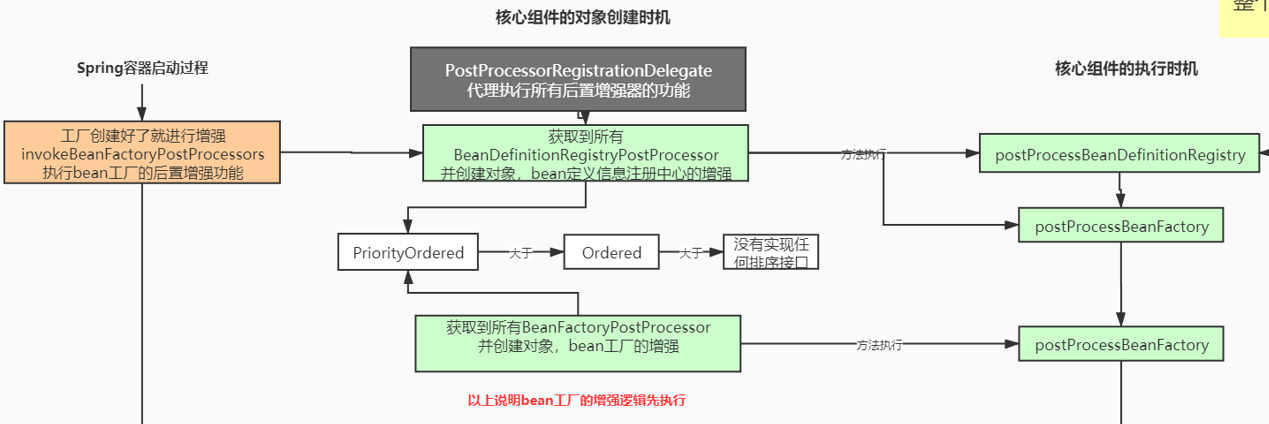 核心组件的对象创建时机
Spring容器启动过程
核心组件的执行时机
PostProcessorRegistrationDelegate
代理执行所有后置增强器的功能
工厂创建好了就进行增强
invokeBeanFactoryPostProcessors
执行bean工厂的后置增强功能
获取到所有
BeanDefinitionRegistryPostProcessor
并创建对象，bean定义信息注册中心的增强
方法执行
postProcessBeanDefinitionRegistry
postProcessBeanFactory
PriorityOrdered
大于
Ordered
大于
没有实现任
何排序接口
获取到所有BeanFactoryPostProcessor
并创建对象，bean工厂的增强
方法执行
postProcessBeanFactory
以上说明bean工厂的增强逻辑先执行